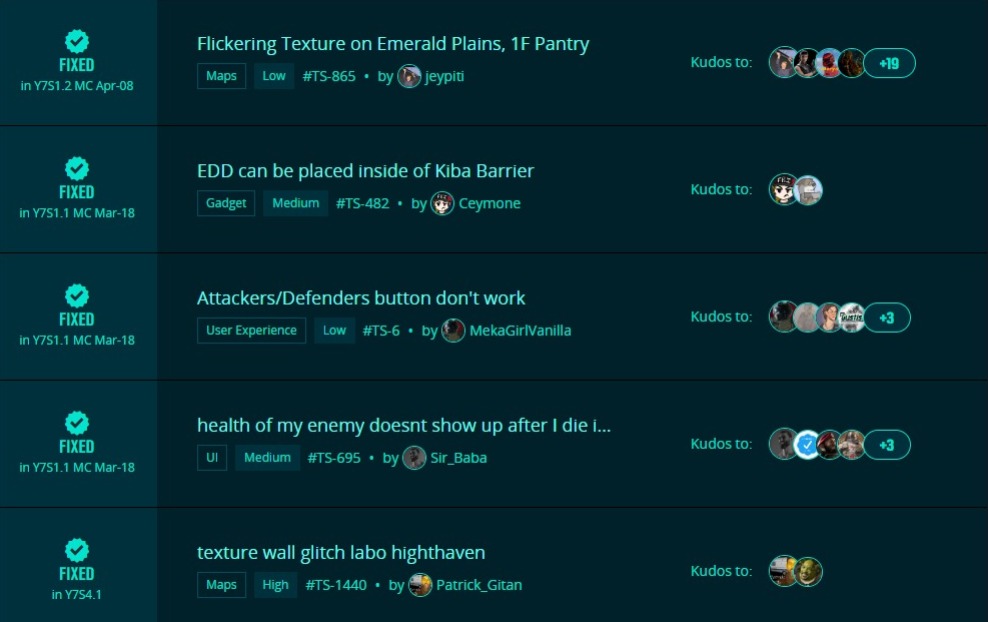 Flickering Texture on Emerald Plains, 1F Pantry
FIXED
in Y7S1.2 MC Apr-08
Maps Low #TS-865 • by jeypiti
Kudos to: +19
EDD can be placed inside of Kiba Barrier
FIXED
in Y7S1.1 MC Mar-18
Gadget Medium #TS-482 • by Ceymone
Kudos to:
Attackers/Defenders button don't work
FIXED
in Y7S1.1 MC Mar-18
User Experience Low #TS-6 • by MekaGirlVanilla
Kudos to: +3
health of my enemy doesnt show up after I die i...
FIXED
in Y7S1.1 MC Mar-18
UI Medium #TS-695 • by Sir_Baba
Kudos to: +3
texture wall glitch labo highthaven
FIXED
in Y7S4.1
Maps High #TS-1440 • by Patrick_Gitan
Kudos to: